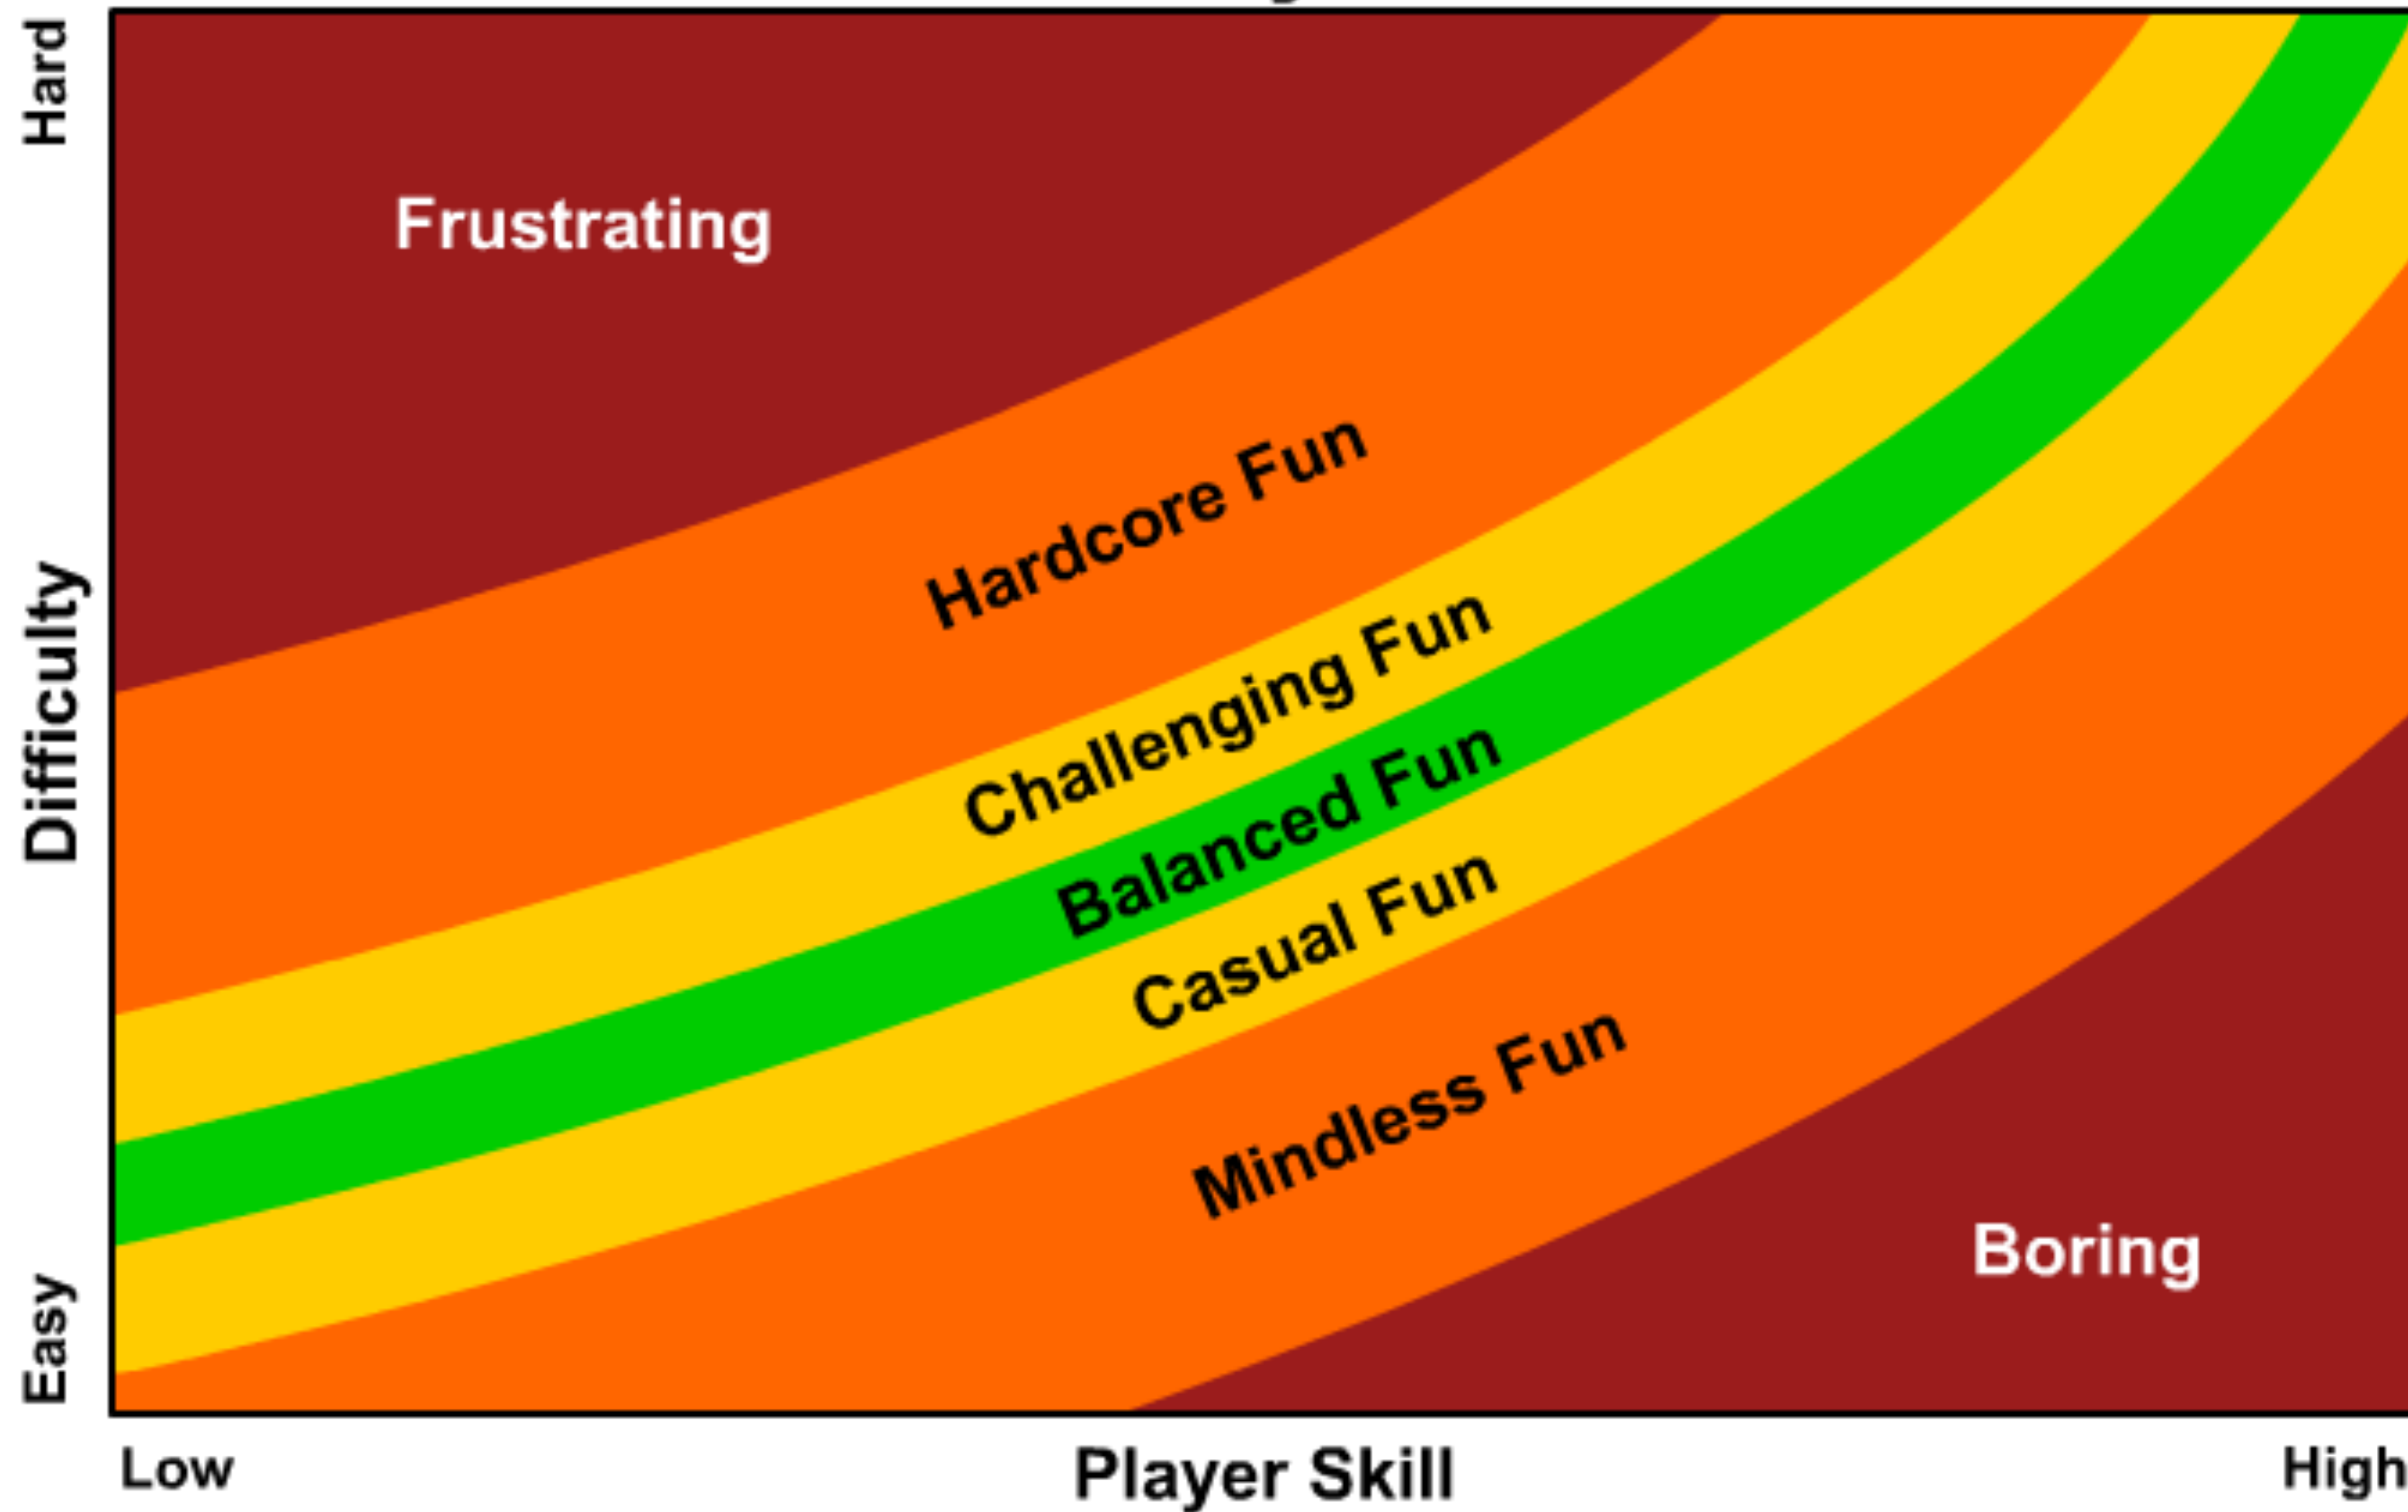 Hard
Frustrating
Hardcore Fun
Challenging Fun
Difficulty
Balanced Fun
Casual Fun
Mindless Fun
Boring
Easy
Low
Player Skill
High